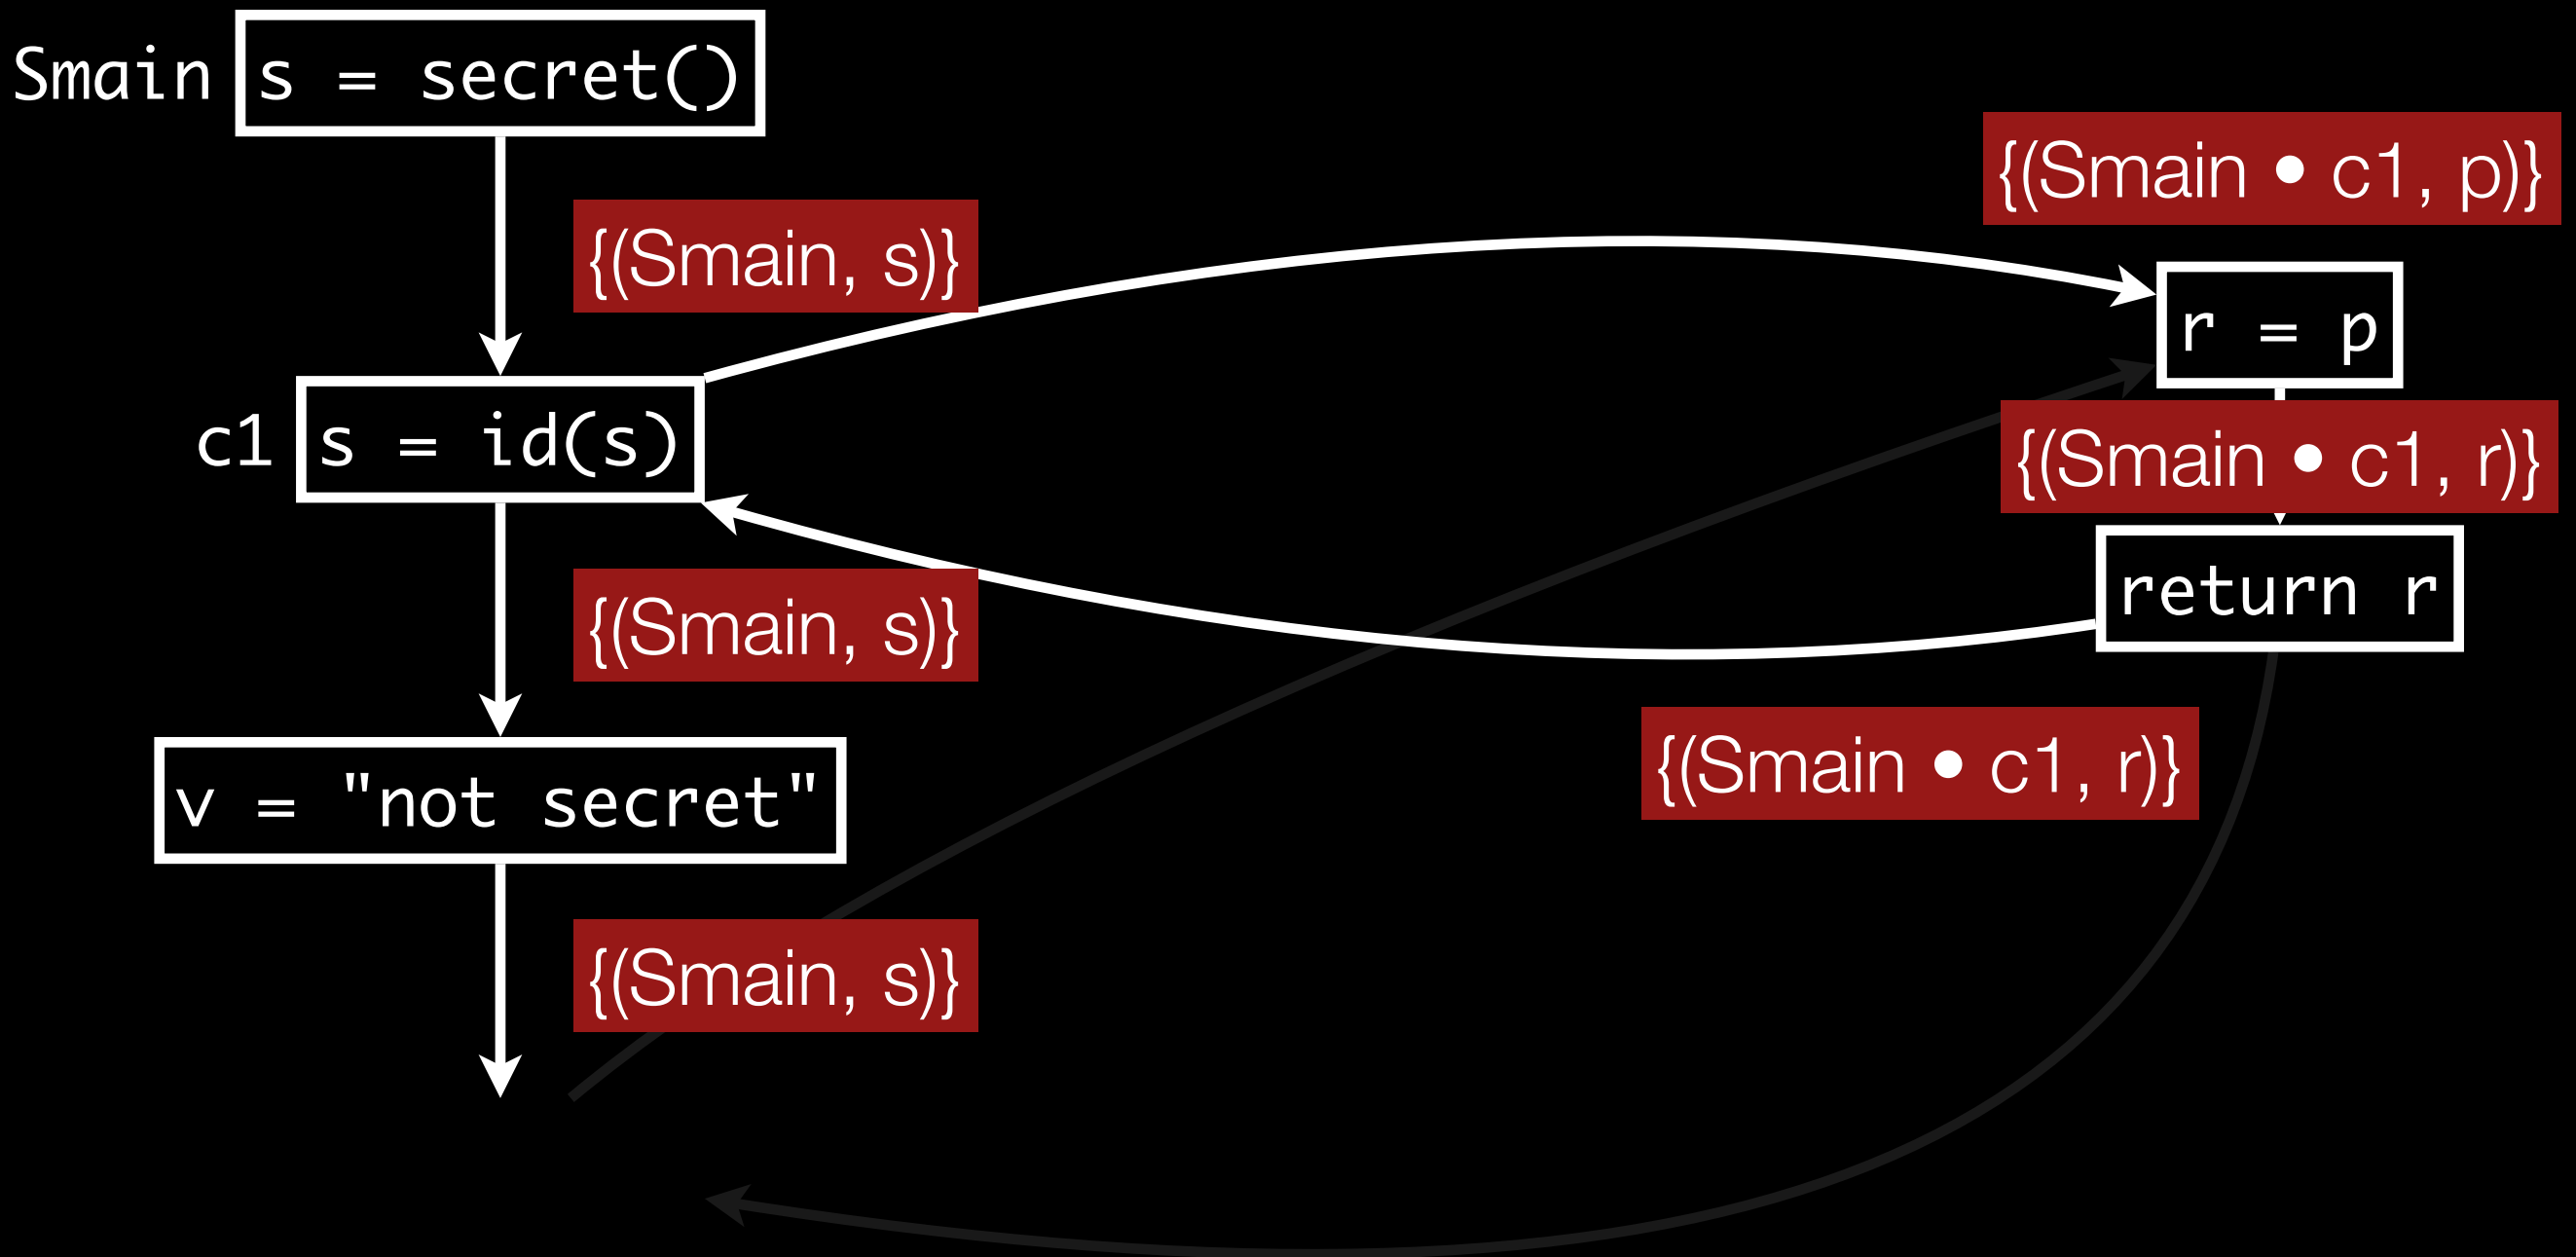 Smain s = secret()
{(Smain • c1, p)}
{(Smain, s)}
r = p
c1 s = id(s)
{(Smain • c1, r)}
return r
{(Smain, s)}
{(Smain • c1, r)}
v = "not secret"
{(Smain, s)}